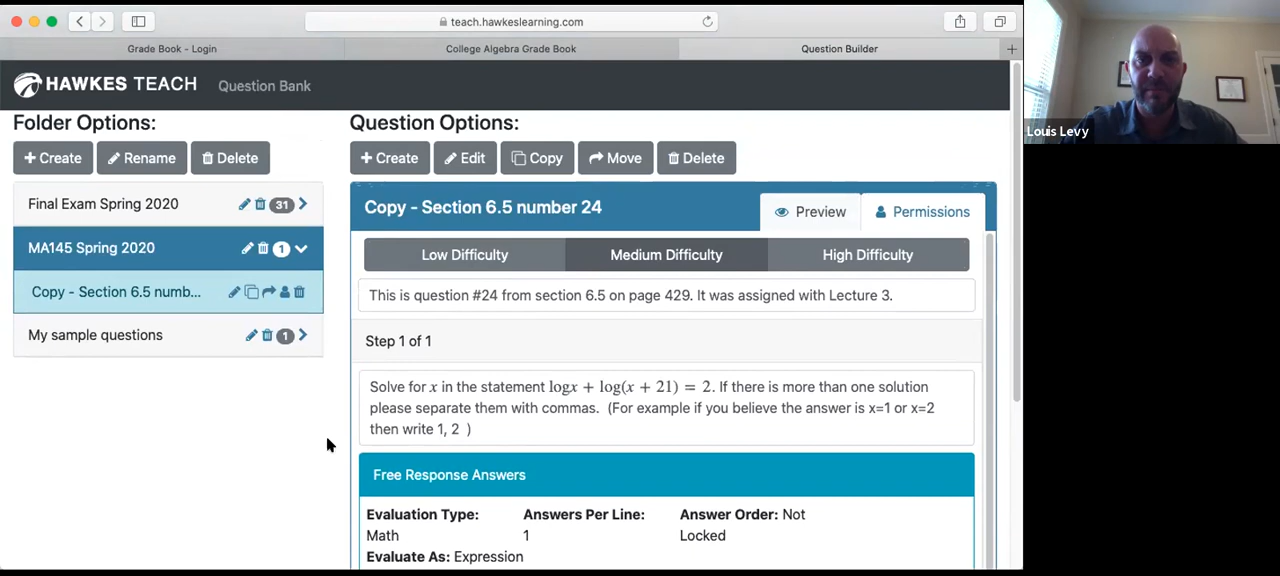 teach.hawkeslearning.com
Grade Book - Login
College Algebra Grade Book
Question Builder
HAWKES TEACH
Question Bank
Folder Options:
Question Options:
Create
Rename
Delete
Create
Edit
Copy
Move
Delete
Final Exam Spring 2020
31
MA145 Spring 2020
1
Copy - Section 6.5 numb...
My sample questions
1
Copy - Section 6.5 number 24
Preview
Permissions
Low Difficulty
Medium Difficulty
High Difficulty
This is question #24 from section 6.5 on page 429. It was assigned with Lecture 3.
Step 1 of 1
Solve for x in the statement logx + log(x + 21) = 2. If there is more than one solution
please separate them with commas. (For example if you believe the answer is x=1 or x=2
then write 1, 2 )
Free Response Answers
Evaluation Type:
Answers Per Line:
Answer Order: Not
Math
1
Locked
Evaluate As: Expression
Louis Levy